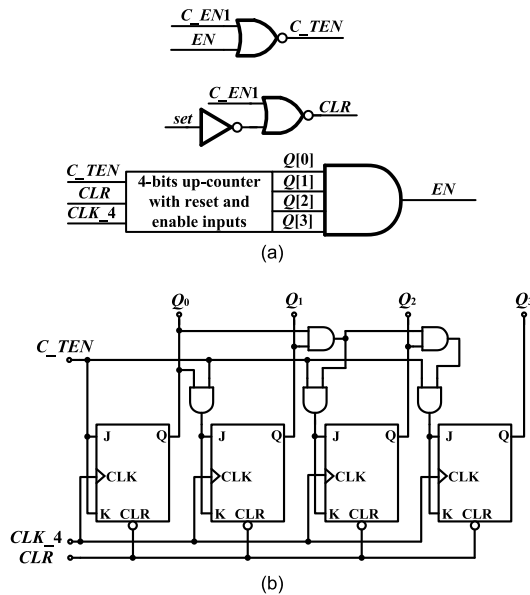 C_EN1
EN
C_TEN
C_EN1
set
CLR
C_TEN
CLR
CLK_4
4-bits up-counter
with reset and
enable inputs
Q[0]
Q[1]
Q[2]
Q[3]
EN
(a)
Q0 Q1 Q2 Q3
C_TEN
J Q J Q J Q J Q
CLK CLK CLK CLK
K CLR K CLR K CLR K CLR
CLK_4
CLR
(b)